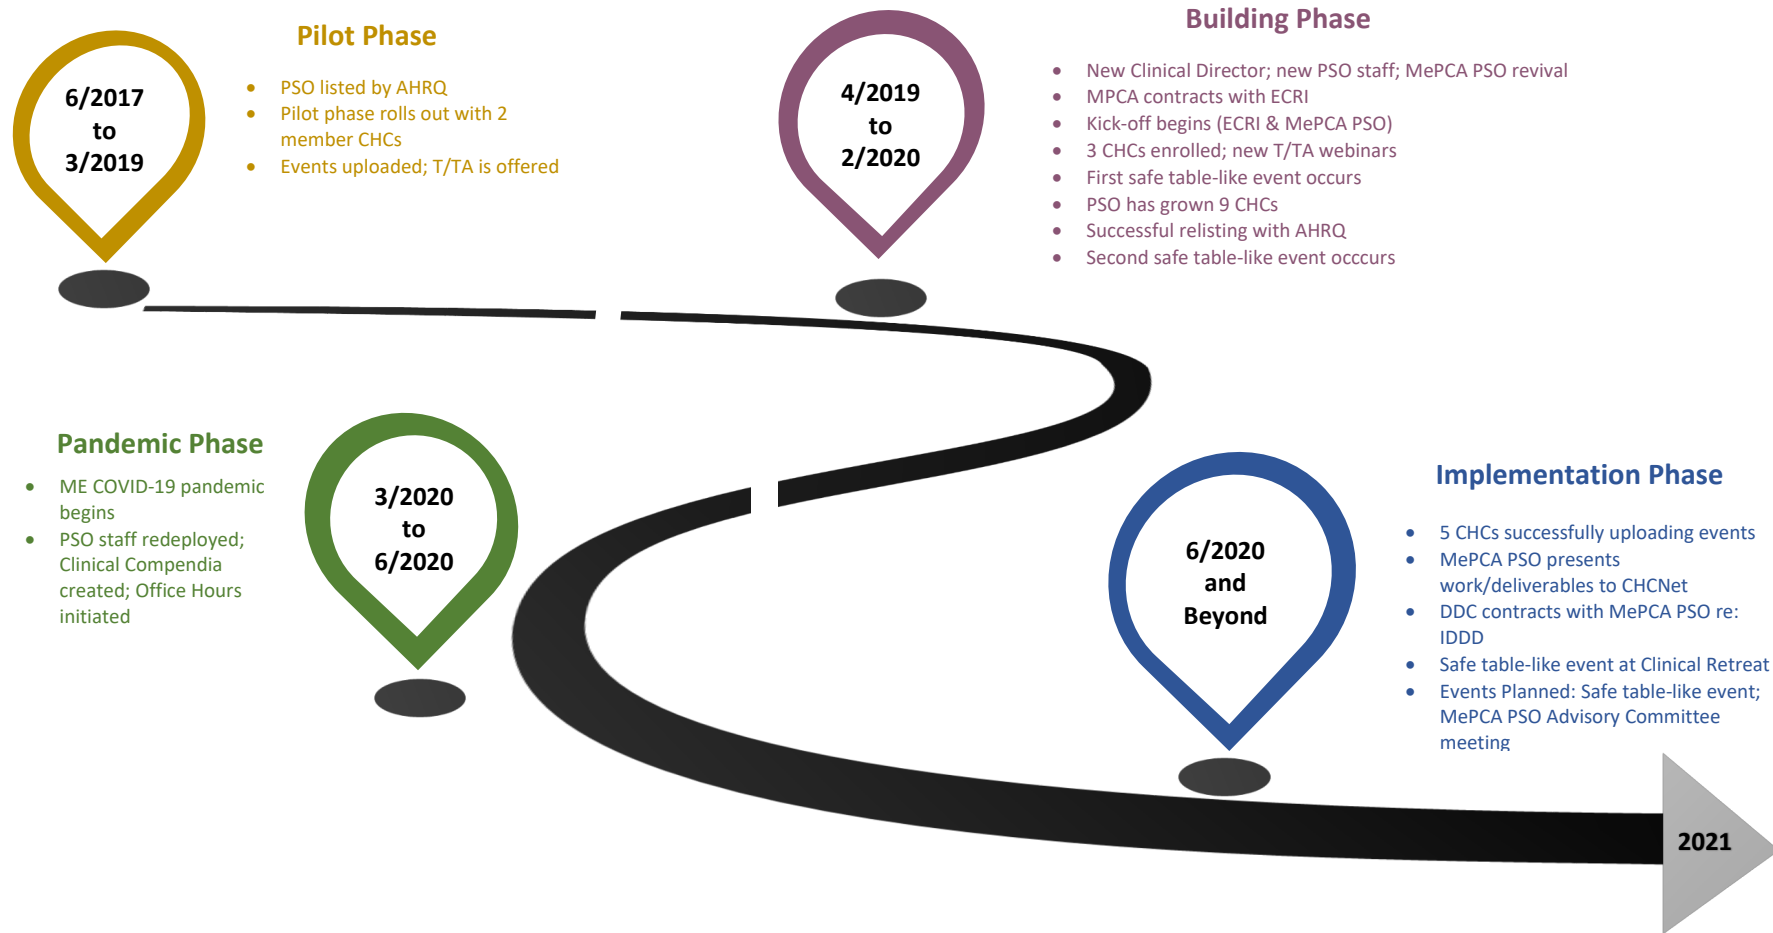 Pilot Phase
6/2017
to
3/2019
• PSO listed by AHRQ
• Pilot phase rolls out with 2
member CHCs
• Events uploaded; T/TA is offered
Building Phase
4/2019
to
2/2020
• New Clinical Director; new PSO staff; MePCA PSO revival
• MPCA contracts with ECRI
• Kick-off begins (ECRI & MePCA PSO)
• 3 CHCs enrolled; new T/TA webinars
• First safe table-like event occurs
• PSO has grown 9 CHCs
• Successful relisting with AHRQ
• Second safe table-like event occcurs
Pandemic Phase
• ME COVID-19 pandemic
begins
• PSO staff redeployed;
Clinical Compendia
created; Office Hours
initiated
3/2020
to
6/2020
Implementation Phase
6/2020
and
Beyond
• 5 CHCs successfully uploading events
• MePCA PSO presents
work/deliverables to CHCNet
• DDC contracts with MePCA PSO re:
IDDD
• Safe table-like event at Clinical Retreat
• Events Planned: Safe table-like event;
MePCA PSO Advisory Committee
meeting
2021